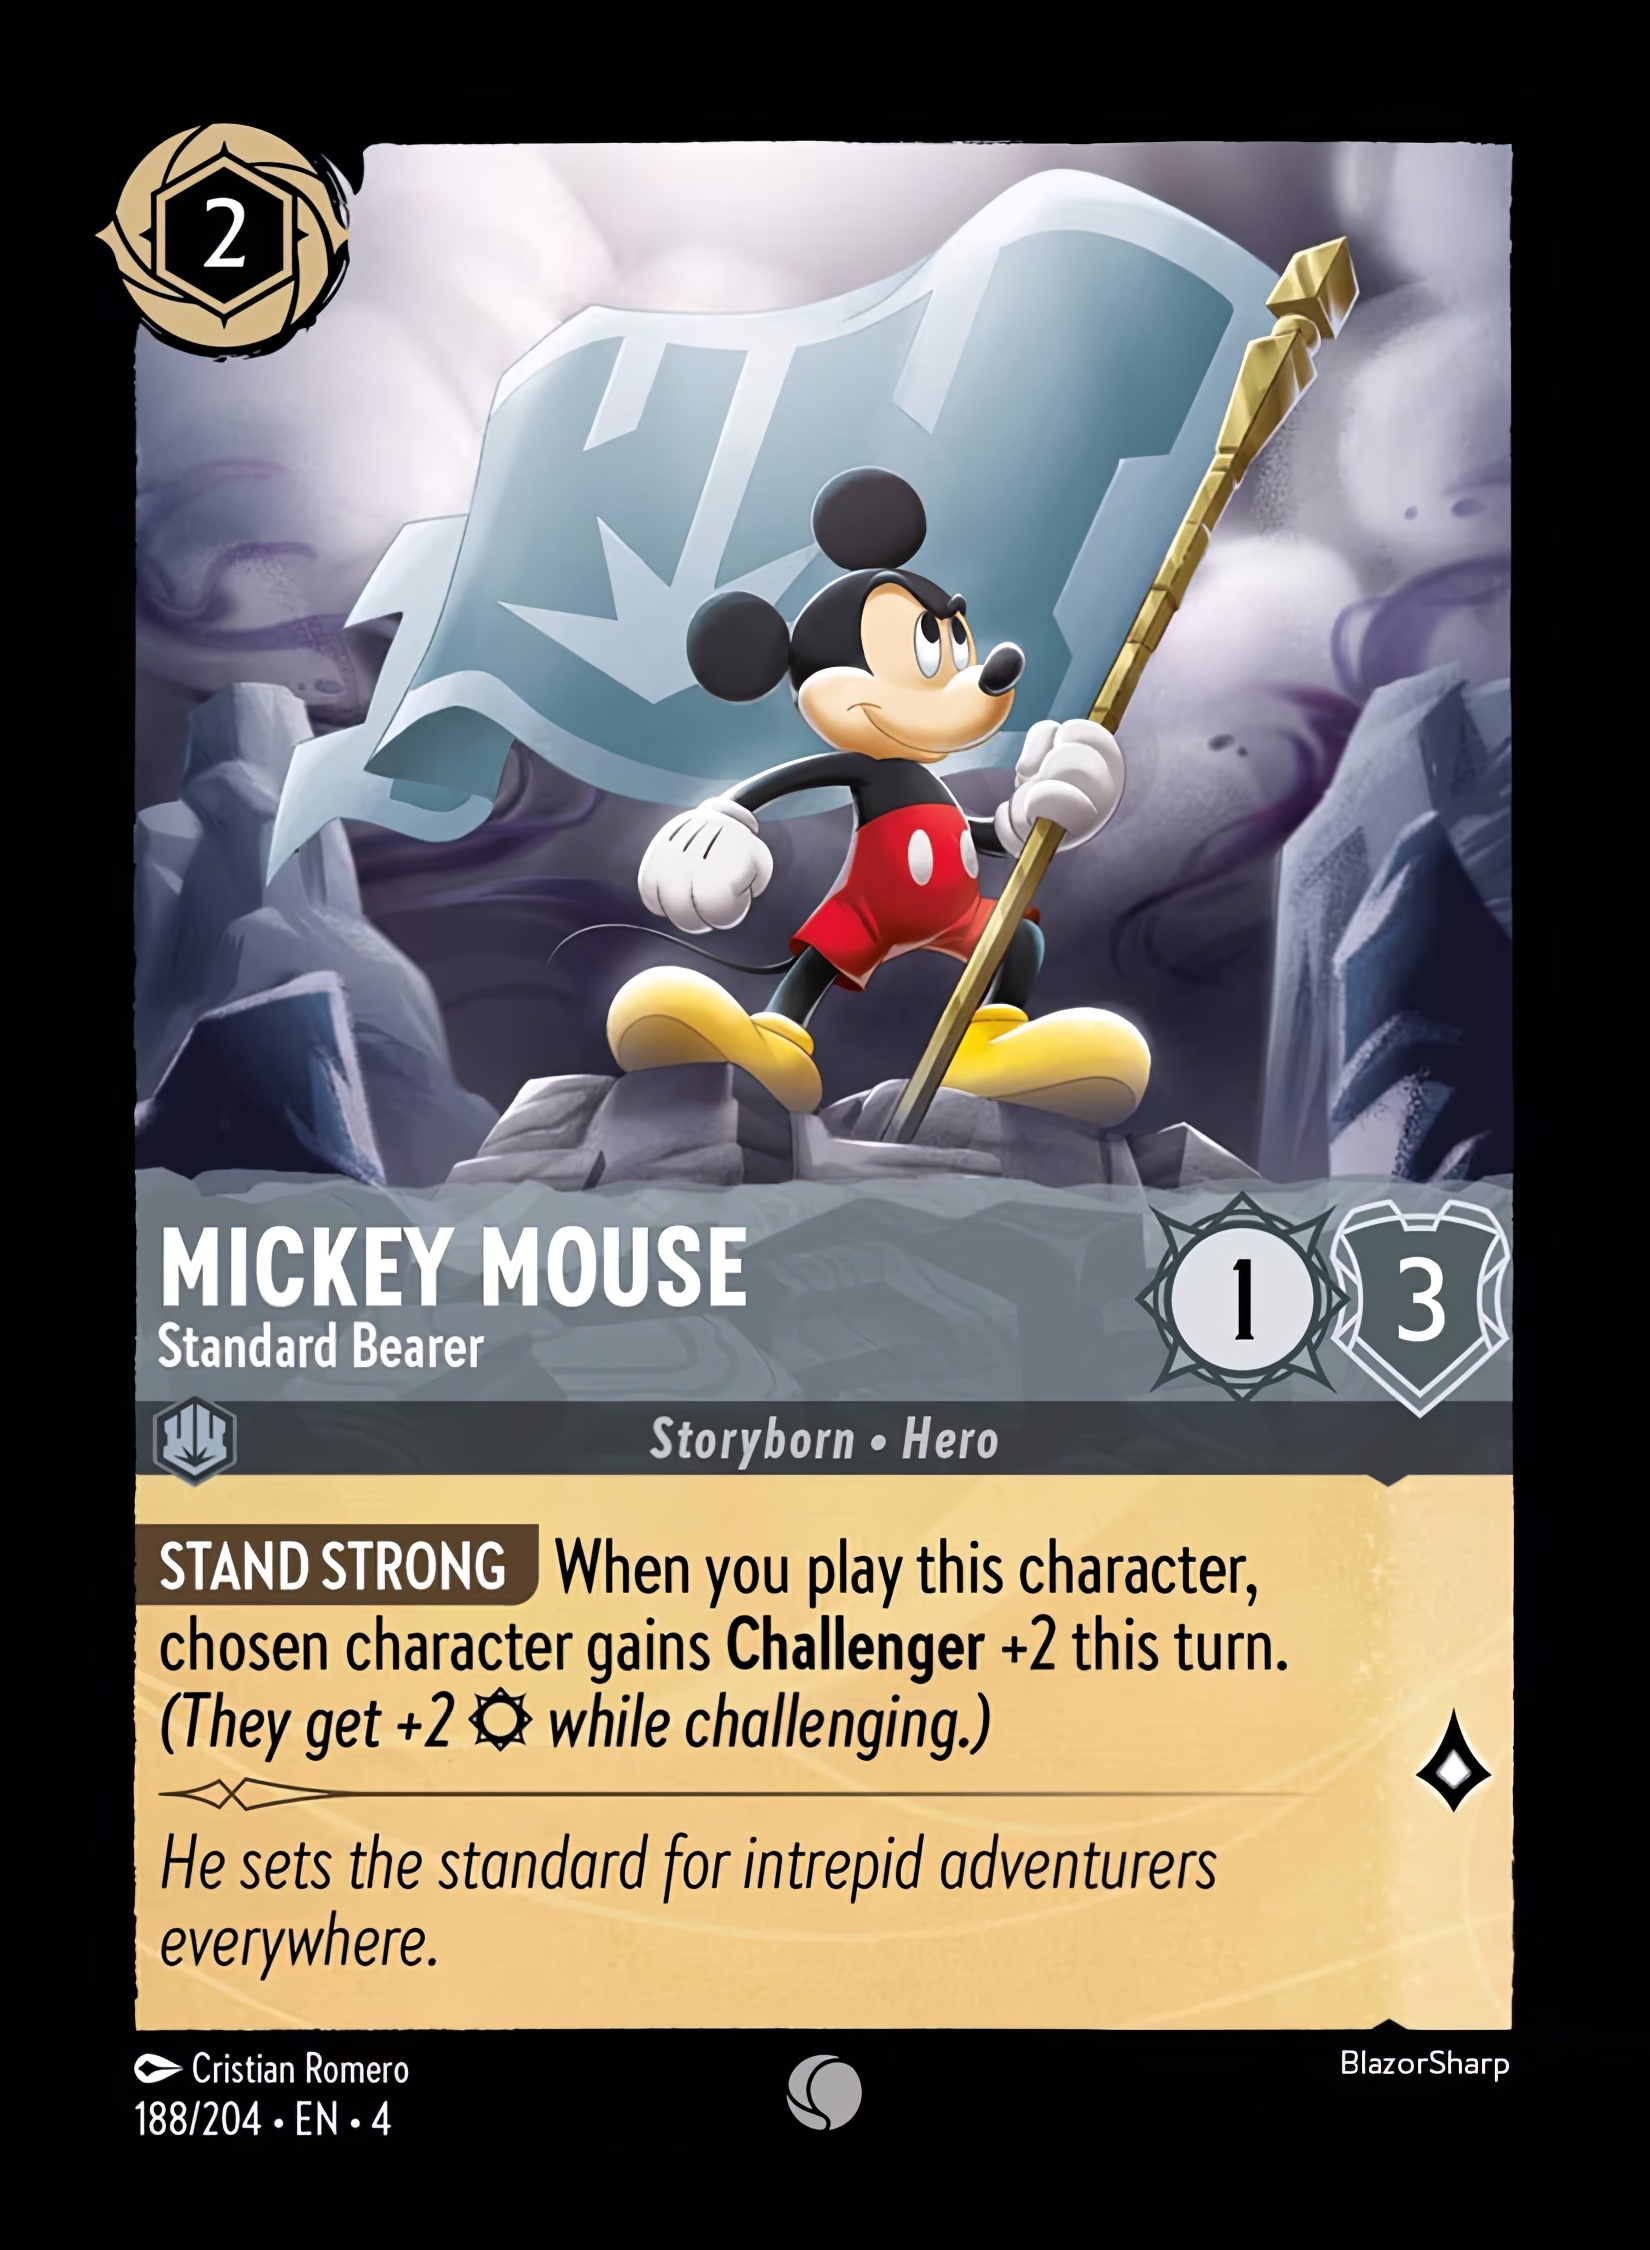 2
MICKEY MOUSE
Standard Bearer
1
3
Storyborn • Hero
STAND STRONG When you play this character,
chosen character gains Challenger +2 this turn.
(They get +2 while challenging.)
He sets the standard for intrepid adventurers
everywhere.
Cristian Romero
188/204 • EN • 4
BlazorSharp